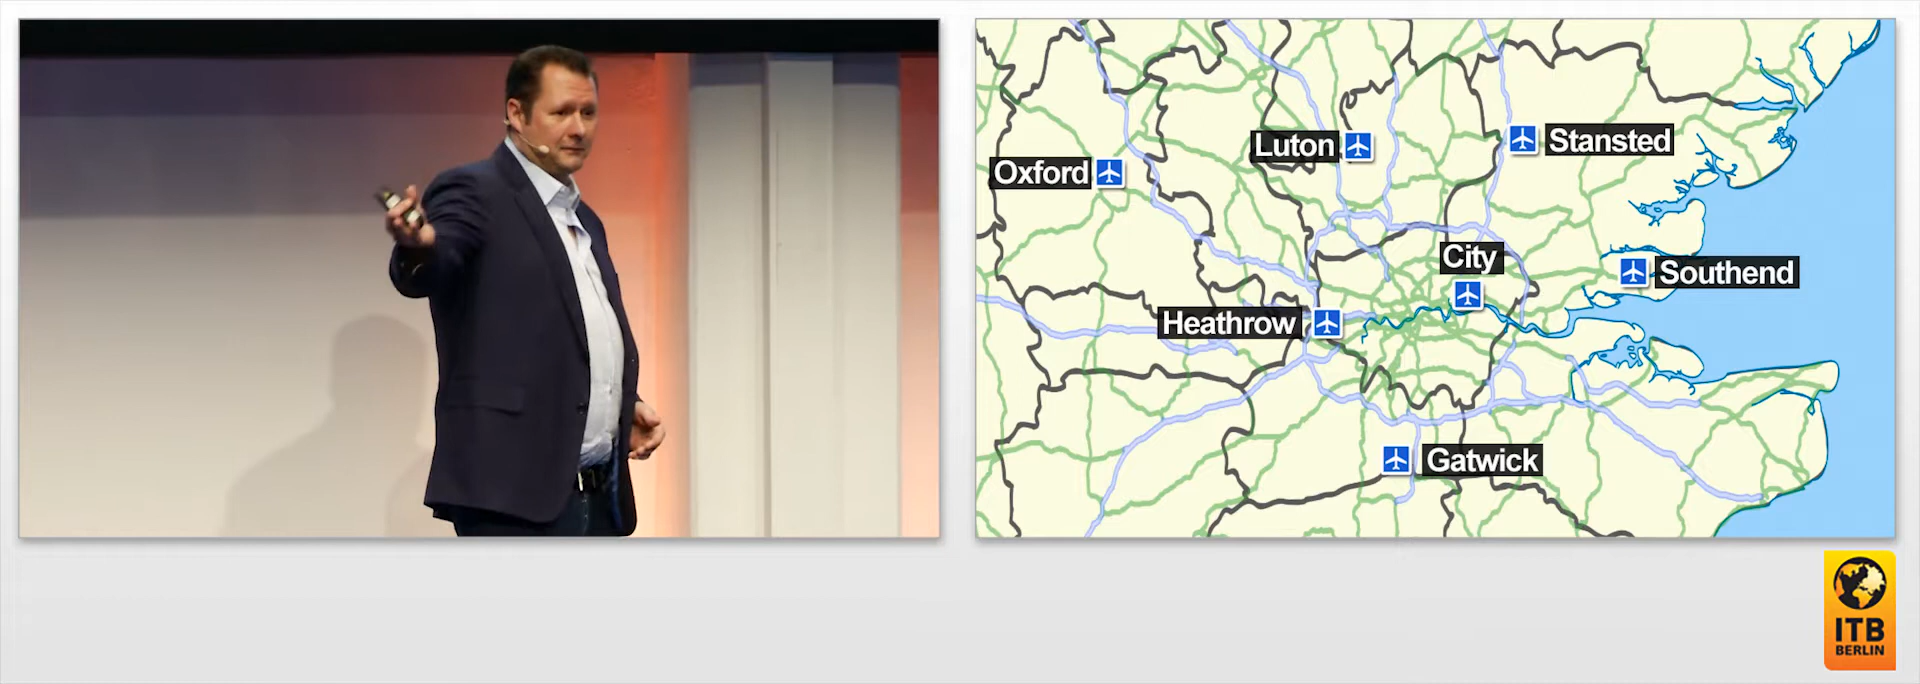 Luton
Stansted
Oxford
City
Southend
Heathrow
Gatwick
ITB
BERLIN